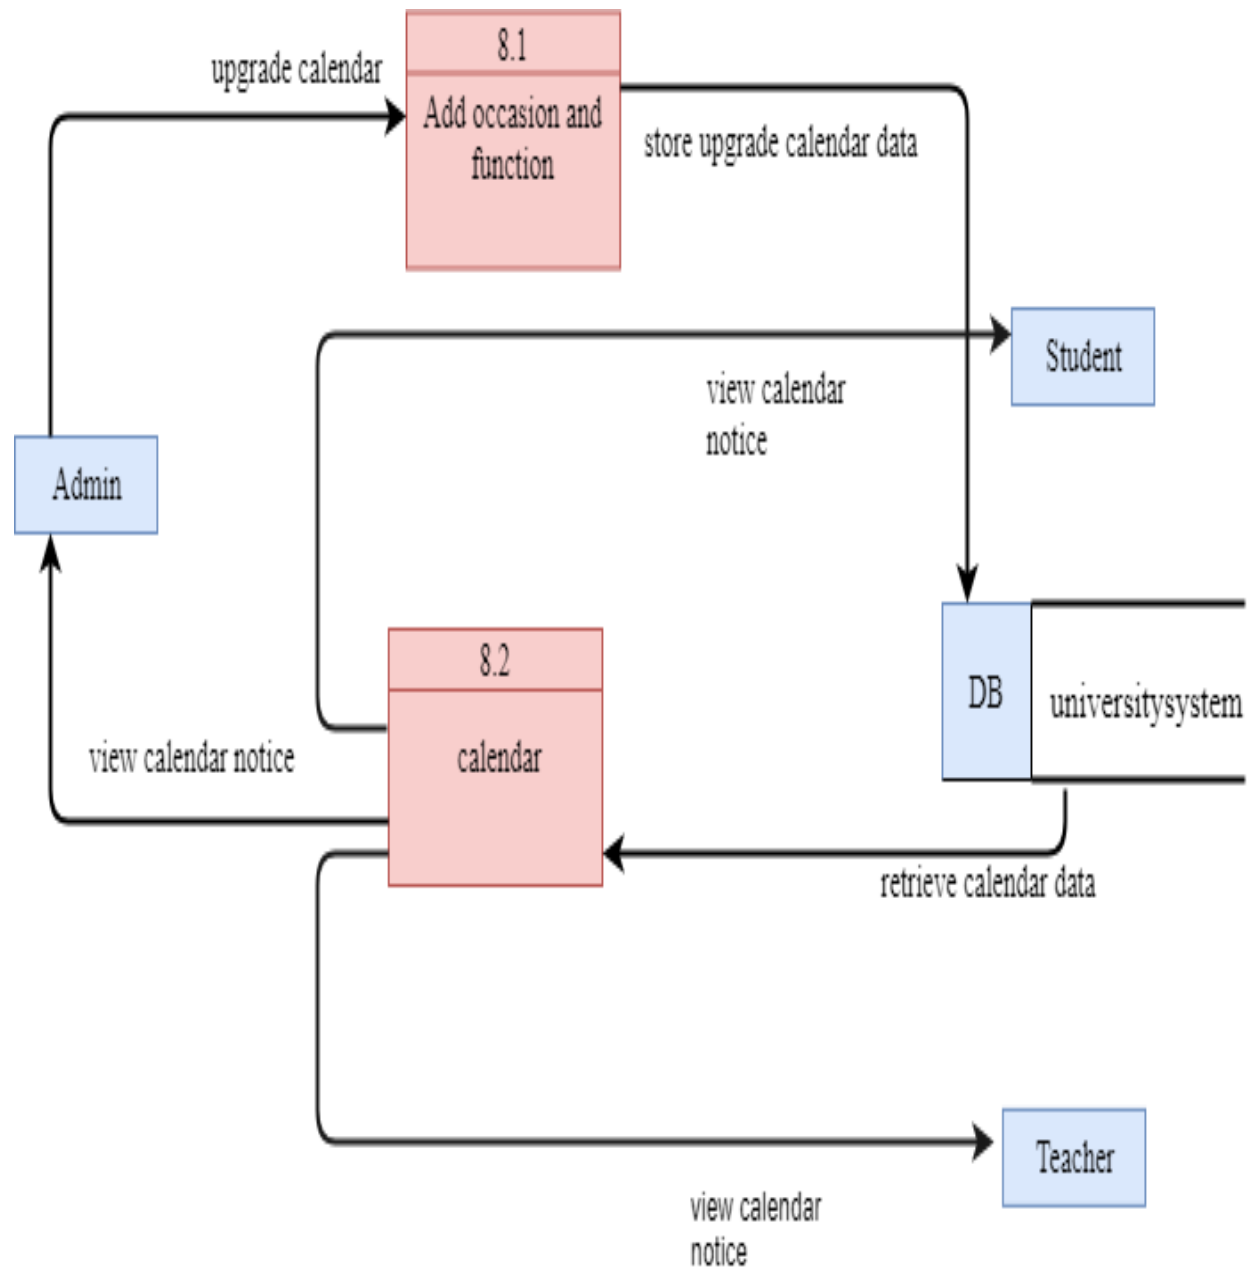 8.1
upgrade calendar
Add occasion and
function
store upgrade calendar data
Student
view calendar
notice
Admin
8.2
DB
universitysystem
view calendar notice
calendar
retrieve calendar data
Teacher
view calendar
notice